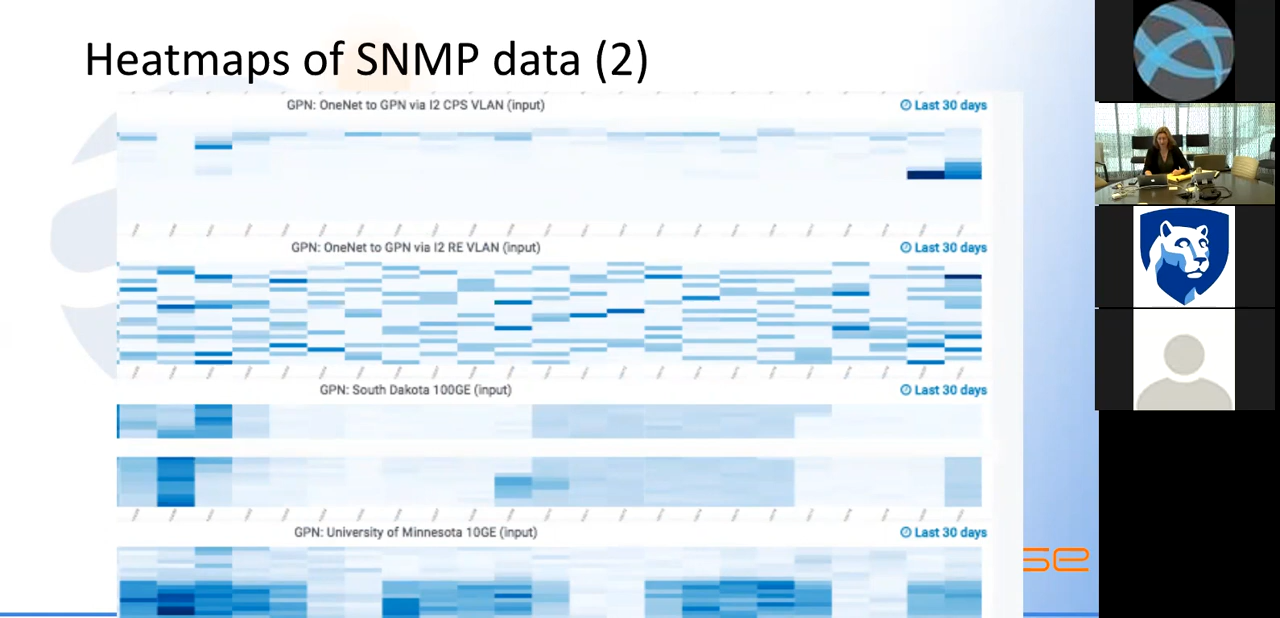 Heatmaps of SNMP data (2)
GPN: OneNet to GPN via I2 CPS VLAN (input)
Last 30 days
GPN: OneNet to GPN via I2 RE VLAN (input)
Last 30 days
GPN: South Dakota 100GE (input)
Last 30 days
GPN: University of Minnesota 10GE (input)
Last 30 days
se